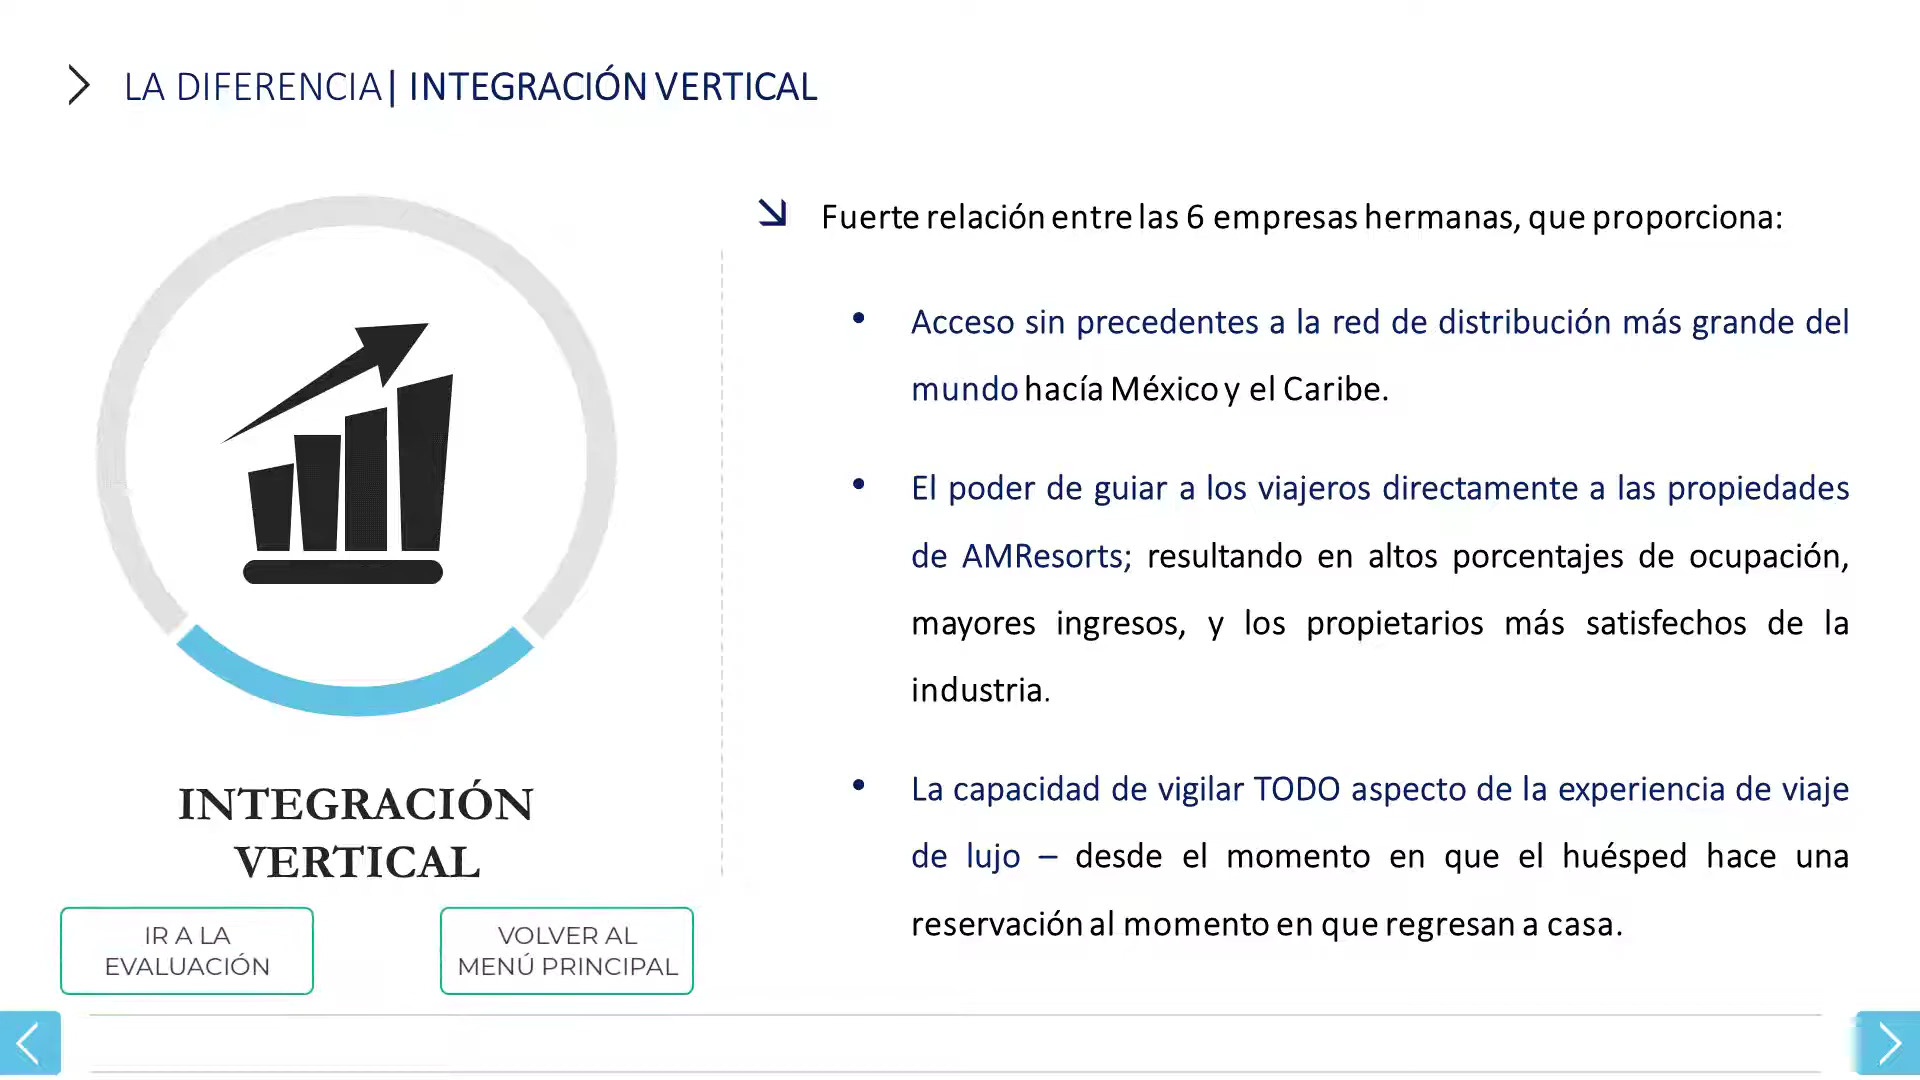 LA DIFERENCIA| INTEGRACIÓN VERTICAL
Fuerte relación entre las 6 empresas hermanas, que proporciona:
• Acceso sin precedentes a la red de distribución más grande del
mundo hacía México y el Caribe.
• El poder de guiar a los viajeros directamente a las propiedades
de AMResorts; resultando en altos porcentajes de ocupación,
mayores ingresos, y los propietarios más satisfechos de la
industria.
• La capacidad de vigilar TODO aspecto de la experiencia de viaje
de lujo – desde el momento en que el huésped hace una
reservación al momento en que regresan a casa.
INTEGRACIÓN
VERTICAL
IR A LA
EVALUACIÓN
VOLVER AL
MENÚ PRINCIPAL